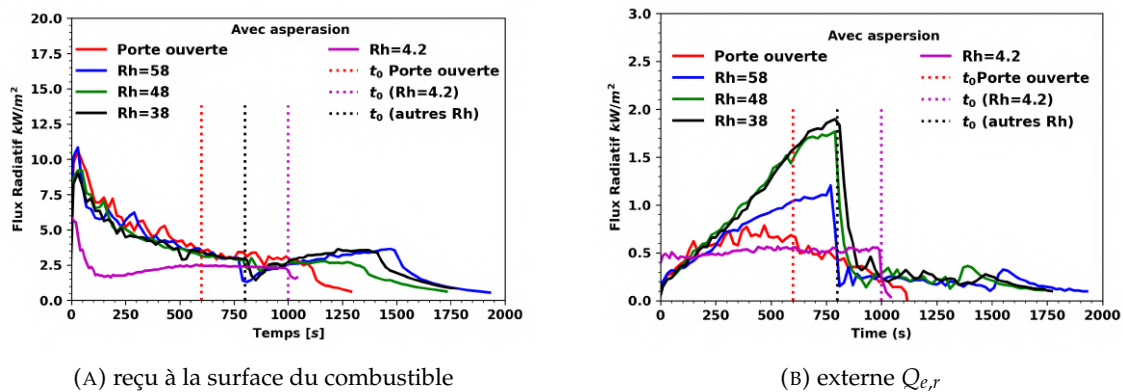 Avec asperasion
Porte ouverte
Rh=58
Rh=48
Rh=38
Rh=4.2
t0 Porte ouverte
t0 (Rh=4.2)
t0 (autres Rh)
Flux Radiatif kW/m²
20.0
17.5
15.0
12.5
10.0
7.5
5.0
2.5
0.0
0 250 500 750 1000 1250 1500 1750 2000
Temps [s]
(A) reçu à la surface du combustible
Avec asperasion
Porte ouverte
Rh=58
Rh=48
Rh=38
Rh=4.2
t0Porte ouverte
t0 (Rh=4.2)
t0 (autres Rh)
Flux Radiatif kW/m²
3.0
2.5
2.0
1.5
1.0
0.5
0.0
0 250 500 750 1000 1250 1500 1750 2000
Time (s)
(B) externe Qe,r